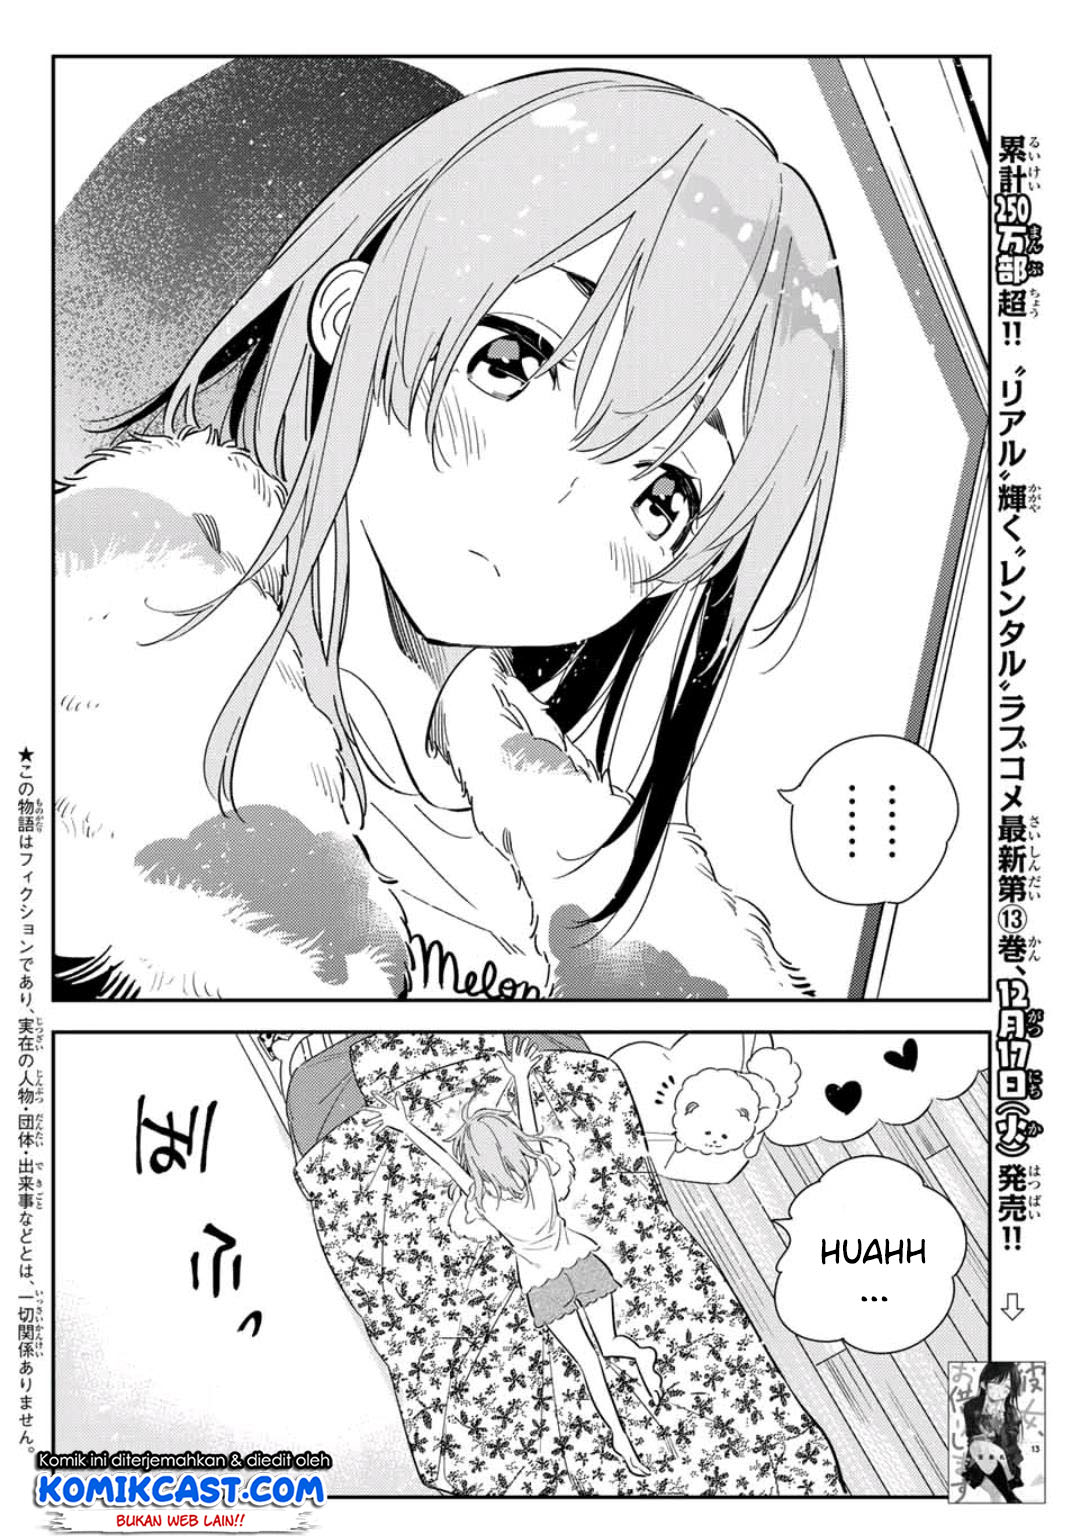 累計250万部超!!〝リアル〟輝く〝レンタル〟ラブコメ最新第⑬巻、12月17日(火)発売!!
⋮⋮
Melon
HUAHH
...
彼女、
お借りします
13
★この物語はフィクションであり、実在の人物・団体・出来事などとは、一切関係ありません。
Komik ini diterjemahkan & diedit oleh
KOMIKCAST.COM
BUKAN WEB LAIN!!